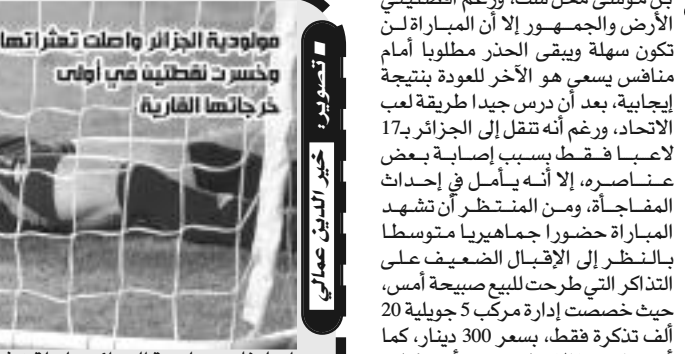 مولودية الجزائر واصلت تعثراتها
وخسرت نقطتين في أولى
خرجاتها القارية
■ تصوير:
خير الدين عمالي
الأرض والجمهور إلا أن المباراة لن
تكون سهلة ويبقى الحذر مطلوبا أمام
منافس يسعى هو الآخر للعودة بنتيجة
إيجابية، بعد أن درس جيدا طريقة لعب
الاتحاد، ورغم أنه تنقل إلى الجزائر بـ17
لاعبا فقط بسبب إصابة بعض
عناصره، إلا أنه يأمل في إحداث
المفاجأة، ومن المنتظر أن تشهد
المباراة حضورا جماهيريا متوسطا
بالنظر إلى الإقبال الضعيف على
التذاكر التي طرحت للبيع صبيحة أمس،
حيث خصصت إدارة مركب 5 جويلية 20
ألف تذكرة فقط، بسعر 300 دينار، كما